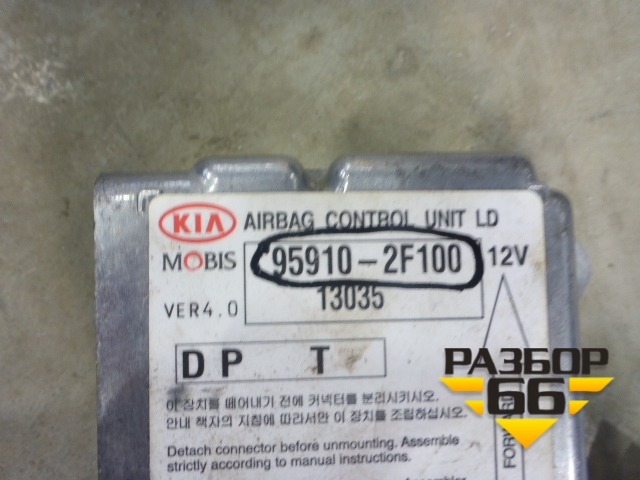 KIA AIRBAG CONTROL UNIT LD
MOBIS 95910-2F100 12V
VER4.0 13035
DP T
이 장치를 떼어내기 전에 커넥터를 분리시키시오.
안내 책자의 지침에 따라서만 이 장치를 조립하십시오.
Detach connector before unmounting. Assemble
strictly according to manual instructions.
РАЗБОР
66